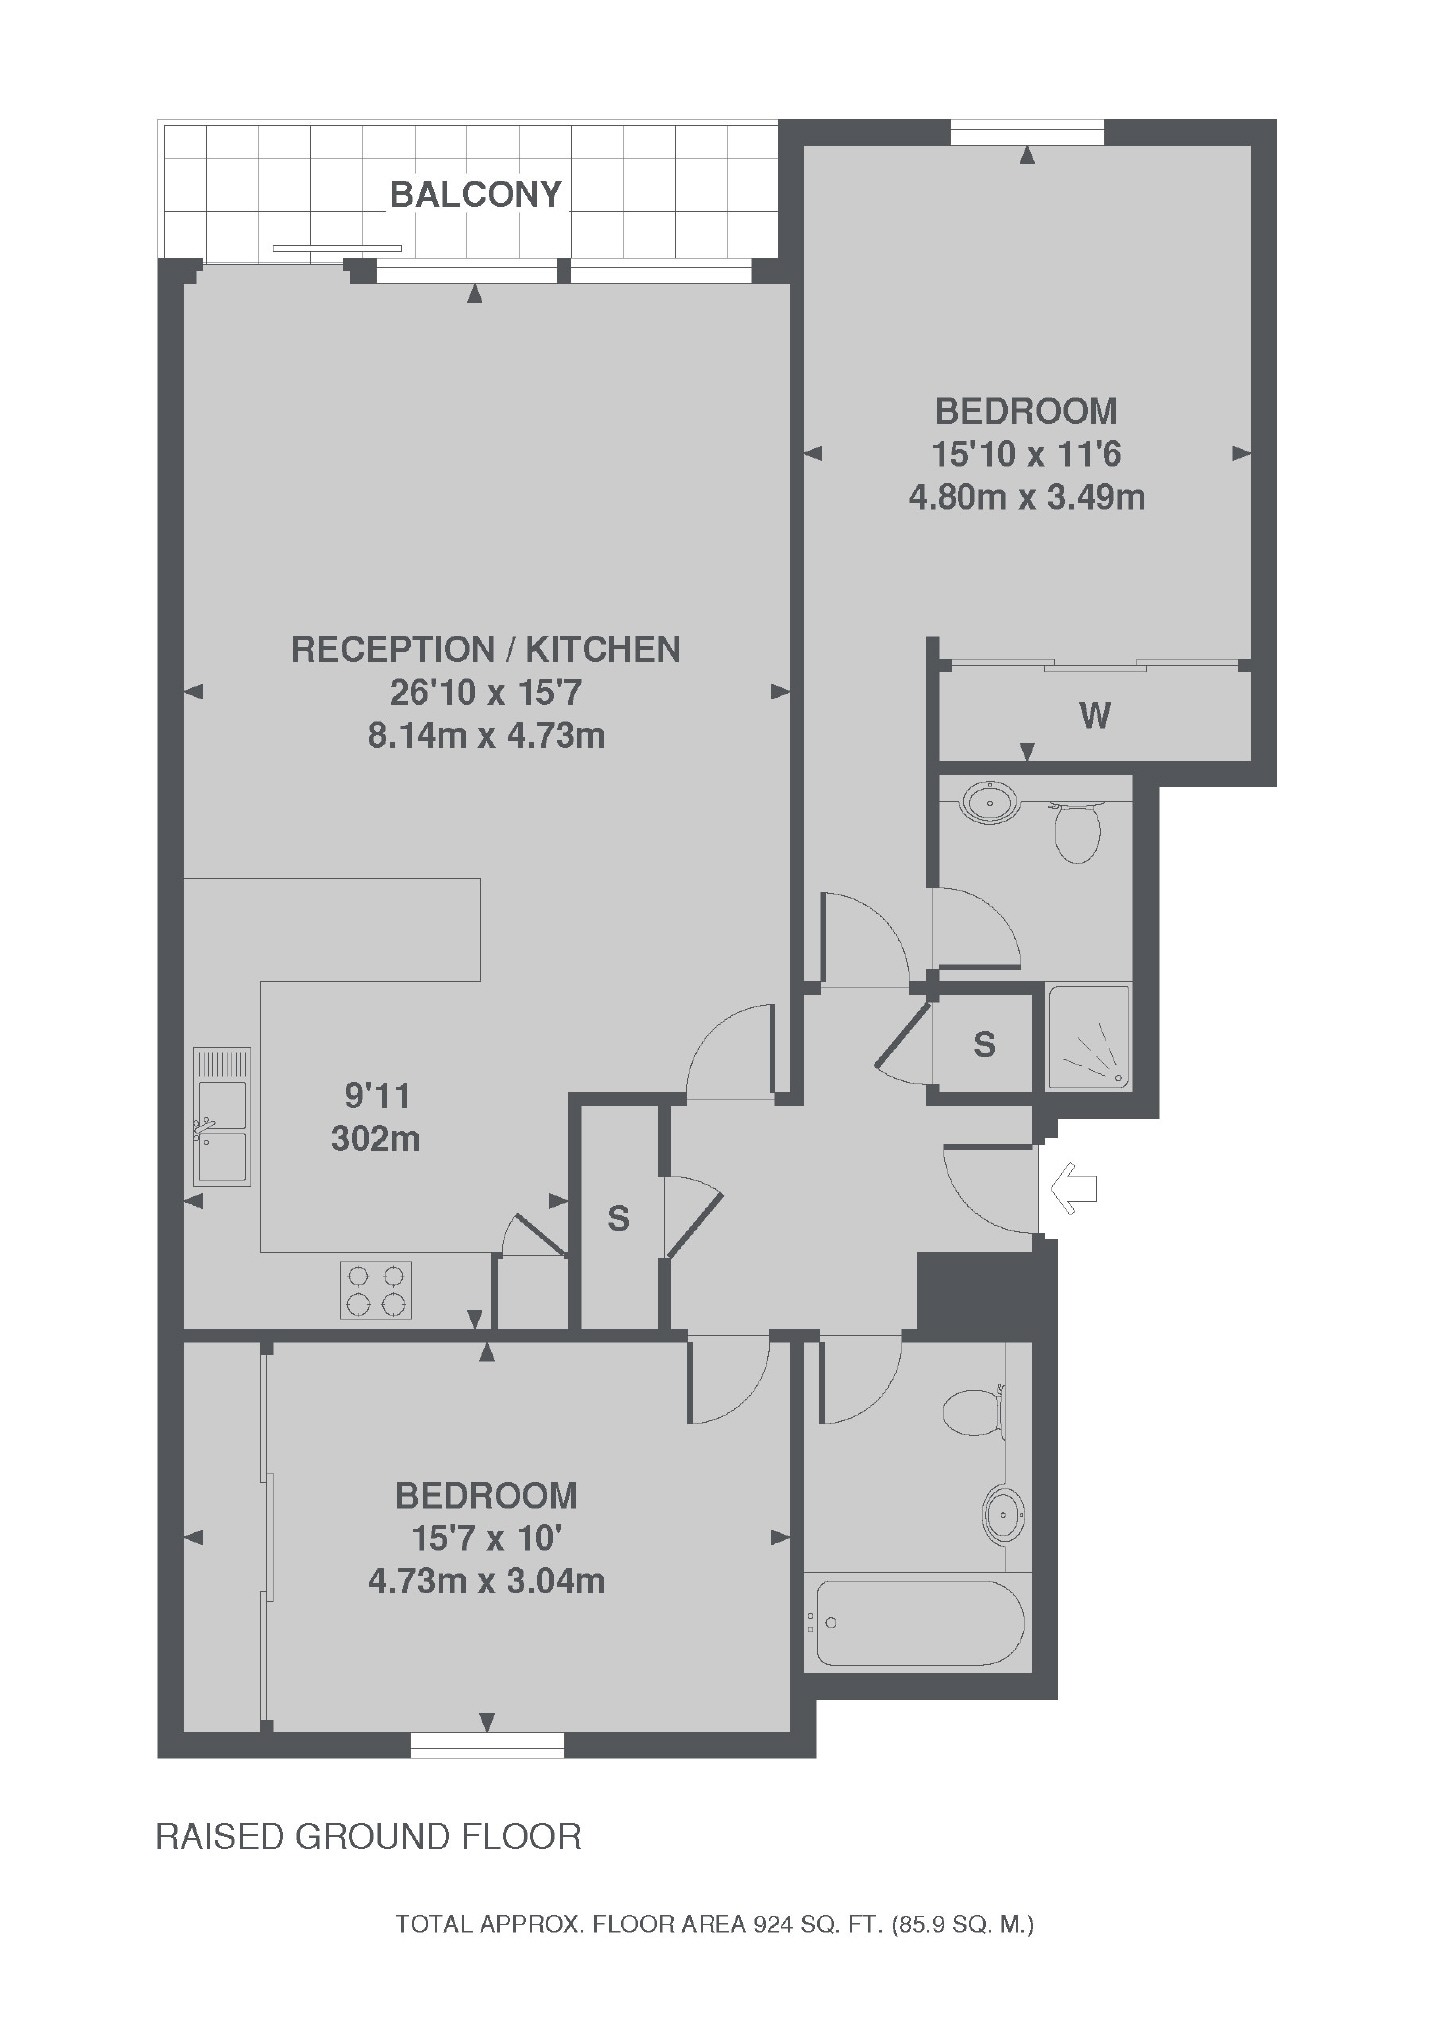 BALCONY
BEDROOM
15'10 x 11'6
4.80m x 3.49m
RECEPTION / KITCHEN
26'10 x 15'7
8.14m x 4.73m
W
S
9'11
302m
S
BEDROOM
15'7 x 10'
4.73m x 3.04m
RAISED GROUND FLOOR
TOTAL APPROX. FLOOR AREA 924 SQ. FT. (85.9 SQ. M.)